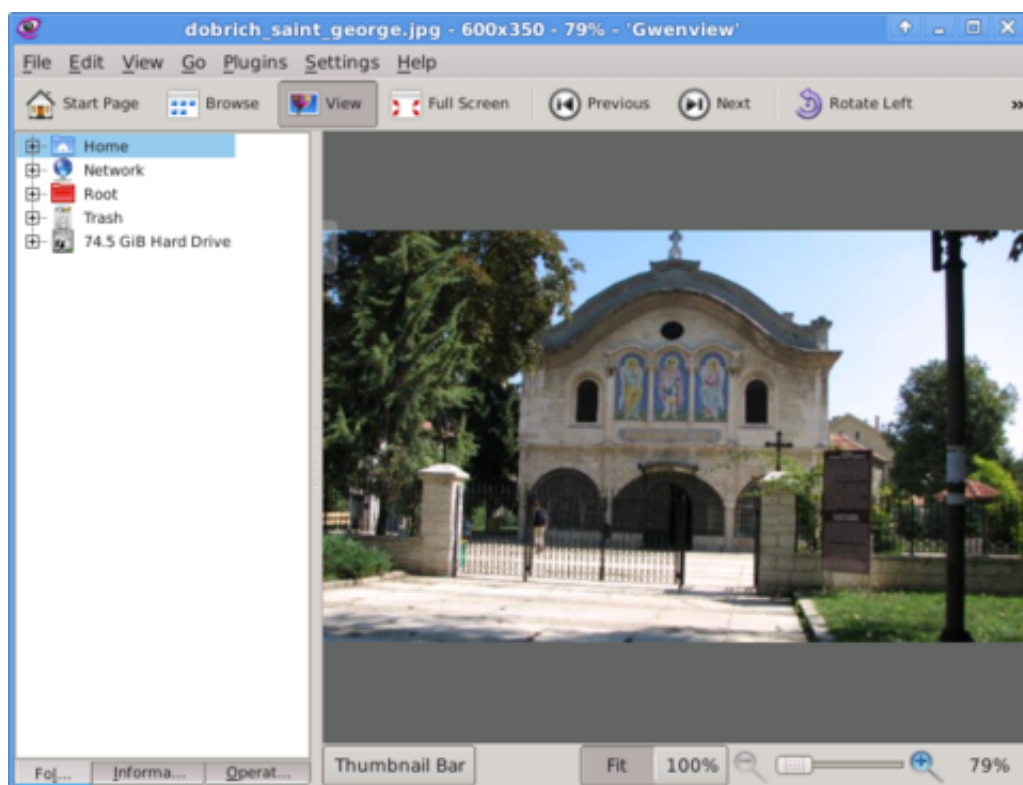 dobrich_saint_george.jpg - 600x350 - 79% - 'Gwenview'
File Edit View Go Plugins Settings Help
Start Page Browse View Full Screen Previous Next Rotate Left »
Home
Network
Root
Trash
74.5 GiB Hard Drive
Fol... Informa... Operat... Thumbnail Bar Fit 100% 79%